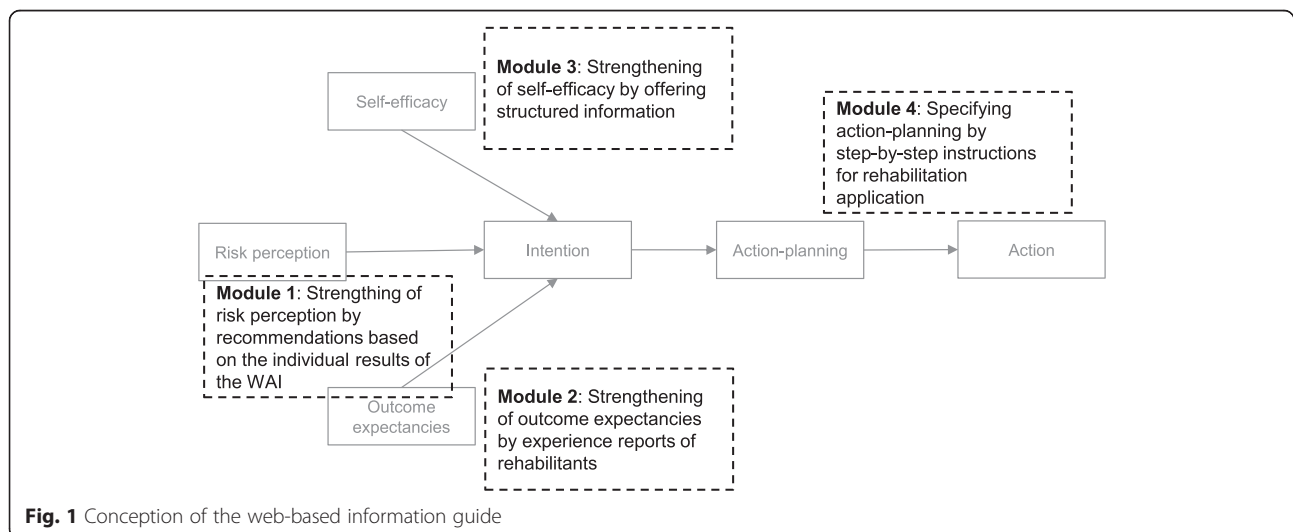 Self-efficacy
Module 3: Strengthening
of self-efficacy by offering
structured information
Module 4: Specifying
action-planning by
step-by-step instructions
for rehabilitation
application
Risk perception
Intention
Action-planning
Action
Module 1: Strengthing of
risk perception by
recommendations based
on the individual results of
the WAI
Outcome
expectancies
Module 2: Strengthening
of outcome expectancies
by experience reports of
rehabilitants
Fig. 1 Conception of the web-based information guide